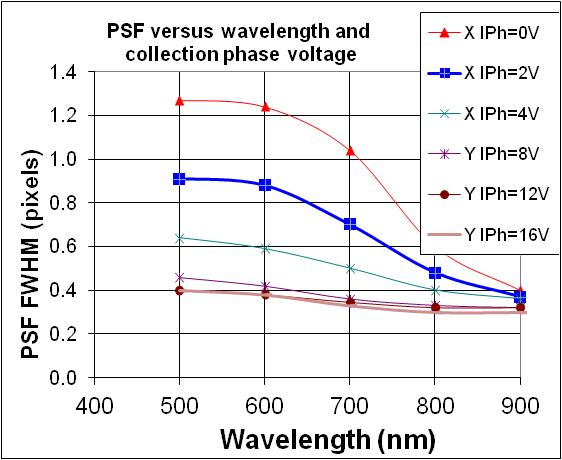 PSF versus wavelength and
collection phase voltage
X IPh=0V
X IPh=2V
X IPh=4V
Y IPh=8V
Y IPh=12V
Y IPh=16V
PSF FWHM (pixels)
1.4
1.2
1.0
0.8
0.6
0.4
0.2
0.0
400 500 600 700 800 900
Wavelength (nm)